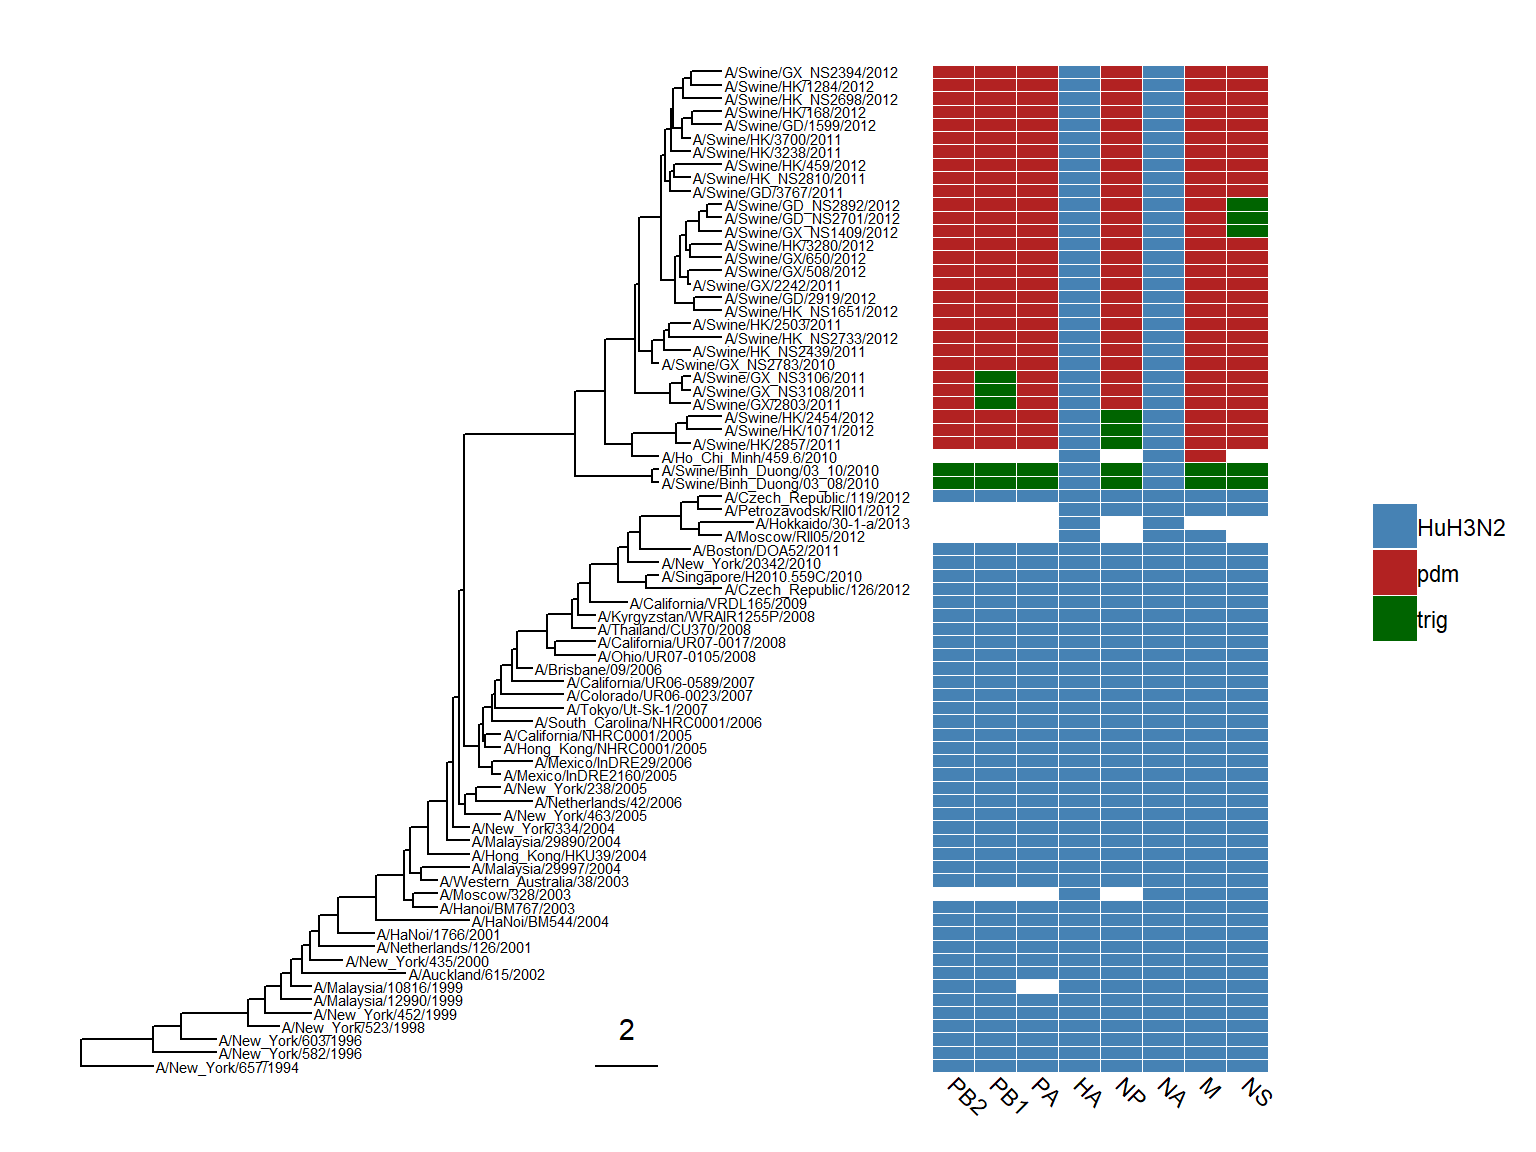 A/Swine/GX_NS2394/2012
A/Swine/HK/1284/2012
A/Swine/HK_NS2698/2012
A/Swine/HK/168/2012
A/Swine/GD/1599/2012
A/Swine/HK/3700/2011
A/Swine/HK/3238/2011
A/Swine/HK/459/2012
A/Swine/HK_NS2810/2011
A/Swine/GD/3767/2011
A/Swine/GD_NS2892/2012
A/Swine/GD_NS2701/2012
A/Swine/GX_NS1409/2012
A/Swine/HK/3280/2012
A/Swine/GX/650/2012
A/Swine/GX/508/2012
A/Swine/GX/2242/2011
A/Swine/GD/2919/2012
A/Swine/HK_NS1651/2012
A/Swine/HK/2503/2011
A/Swine/HK_NS2733/2012
A/Swine/HK_NS2439/2011
A/Swine/GX_NS2783/2010
A/Swine/GX_NS3106/2011
A/Swine/GX_NS3108/2011
A/Swine/GX/2803/2011
A/Swine/HK/2454/2012
A/Swine/HK/1071/2012
A/Swine/HK/2857/2011
A/Ho_Chi_Minh/459.6/2010
A/Swine/Binh_Duong/03_10/2010
A/Swine/Binh_Duong/03_08/2010
A/Czech_Republic/119/2012
A/Petrozavodsk/RII01/2012
A/Hokkaido/30-1-a/2013
A/Moscow/RII05/2012
A/Boston/DOA52/2011
A/New_York/20342/2010
A/Singapore/H2010.559C/2010
A/Czech_Republic/126/2012
A/California/VRDL165/2009
A/Kyrgyzstan/WRAIR1255P/2008
A/Thailand/CU370/2008
A/California/UR07-0017/2008
A/Ohio/UR07-0105/2008
A/Brisbane/09/2006
A/California/UR06-0589/2007
A/Colorado/UR06-0023/2007
A/Tokyo/Ut-Sk-1/2007
A/South_Carolina/NHRC0001/2006
A/California/NHRC0001/2005
A/Hong_Kong/NHRC0001/2005
A/Mexico/InDRE29/2006
A/Mexico/InDRE2160/2005
A/New_York/238/2005
A/Netherlands/42/2006
A/New_York/463/2005
A/New_York/334/2004
A/Malaysia/29890/2004
A/Hong_Kong/HKU39/2004
A/Malaysia/29997/2004
A/Western_Australia/38/2003
A/Moscow/328/2003
A/Hanoi/BM767/2003
A/HaNoi/BM544/2004
A/HaNoi/1766/2001
A/Netherlands/126/2001
A/New_York/435/2000
A/Auckland/615/2002
A/Malaysia/10816/1999
A/Malaysia/12990/1999
A/New_York/452/1999
A/New_York/523/1998
A/New_York/603/1996
A/New_York/582/1996
A/New_York/657/1994
2
PB2
PB1
PA
HA
NP
NA
M
NS
HuH3N2
pdm
trig